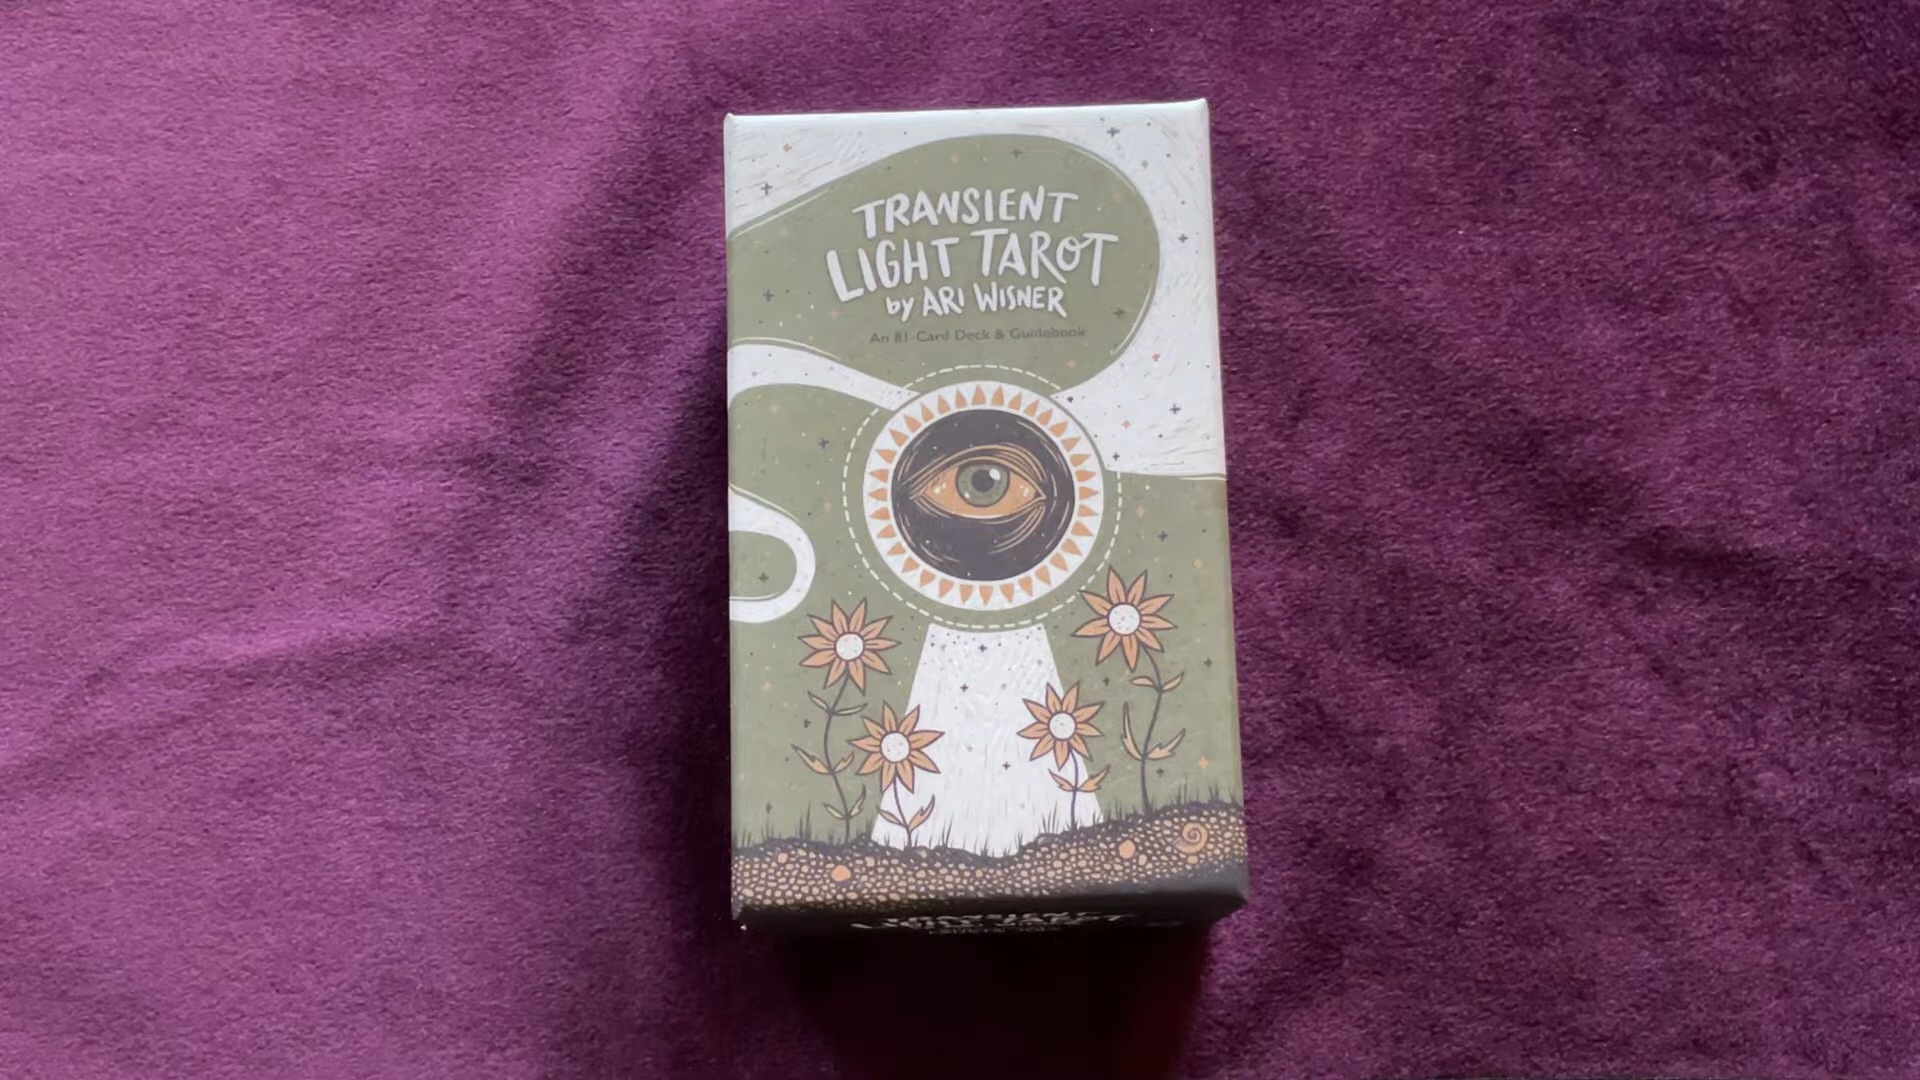 TRANSIENT
LIGHT TAROT
by ARI WISNER
An 81-Card Deck & Guidebook